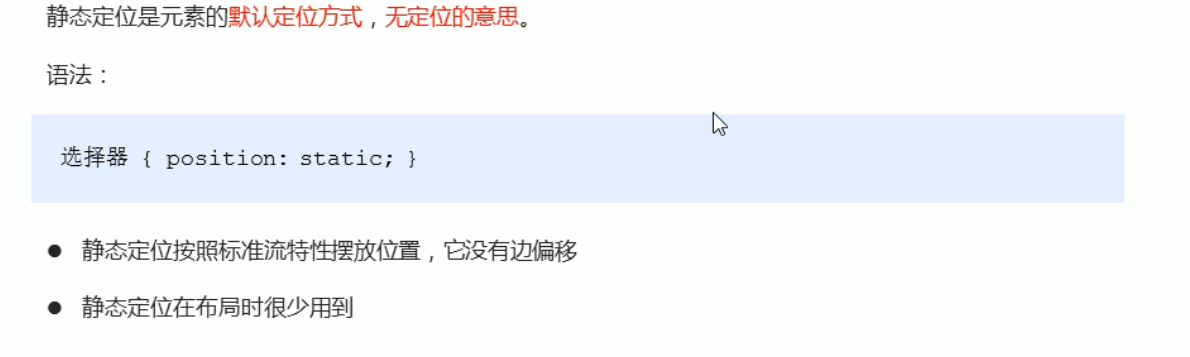 静态定位是元素的默认定位方式，无定位的意思。
语法：
选择器 { position: static; }
● 静态定位按照标准流特性摆放位置，它没有边偏移
● 静态定位在布局时很少用到